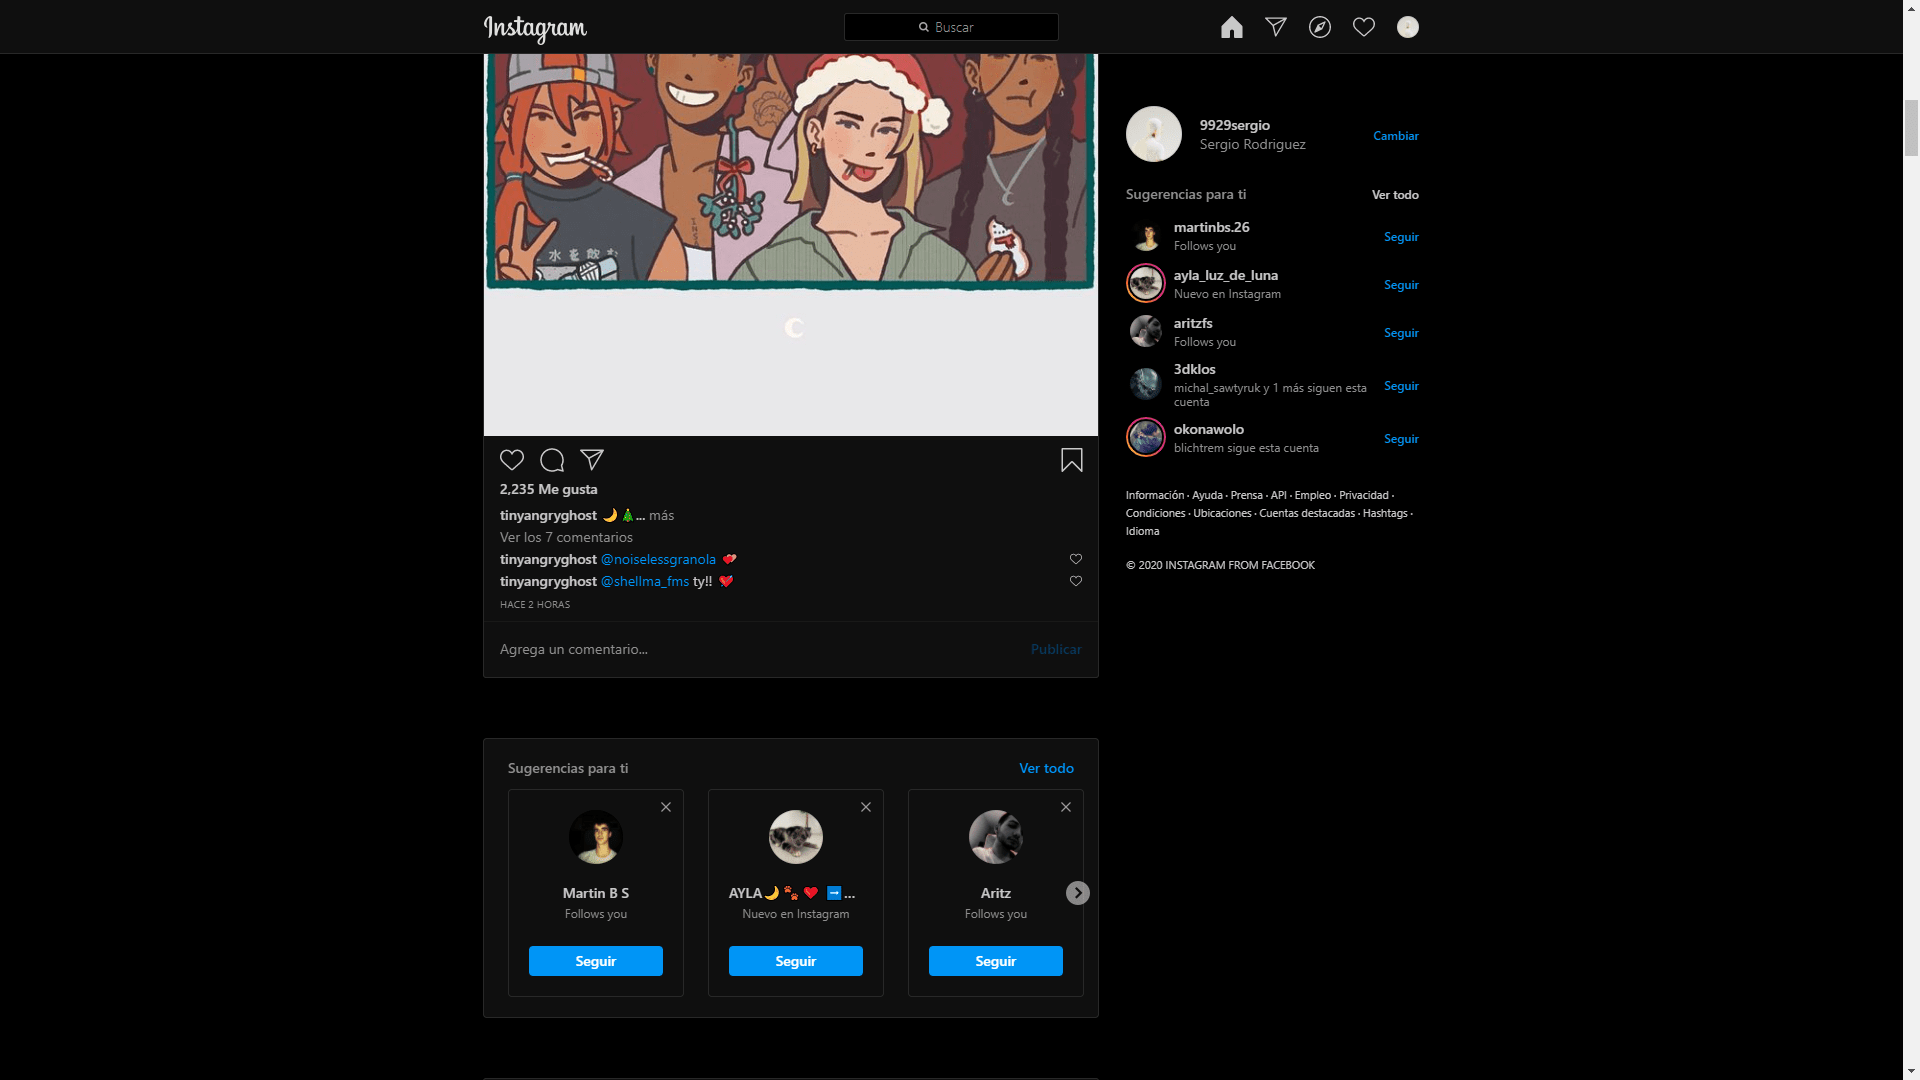 Instagram
Buscar
水を飲む
9929sergio
Sergio Rodriguez
Cambiar
Sugerencias para ti
Ver todo
martinbs.26
Follows you
Seguir
ayla_luz_de_luna
Nuevo en Instagram
Seguir
aritzfs
Follows you
Seguir
3dklos
michal_sawtyruk y 1 más siguen esta
cuenta
Seguir
okonawolo
blichtrem sigue esta cuenta
Seguir
Información · Ayuda · Prensa · API · Empleo · Privacidad ·
Condiciones · Ubicaciones · Cuentas destacadas · Hashtags ·
Idioma
© 2020 INSTAGRAM FROM FACEBOOK
2,235 Me gusta
tinyangryghost 🌙🎄... más
Ver los 7 comentarios
tinyangryghost @noiselessgranola 💕
tinyangryghost @shellma_fms ty!! 💖
HACE 2 HORAS
Agrega un comentario...
Publicar
Sugerencias para ti
Ver todo
Martin B S
Follows you
Seguir
AYLA🌙🐾❤️ ➡️...
Nuevo en Instagram
Seguir
Aritz
Follows you
Seguir